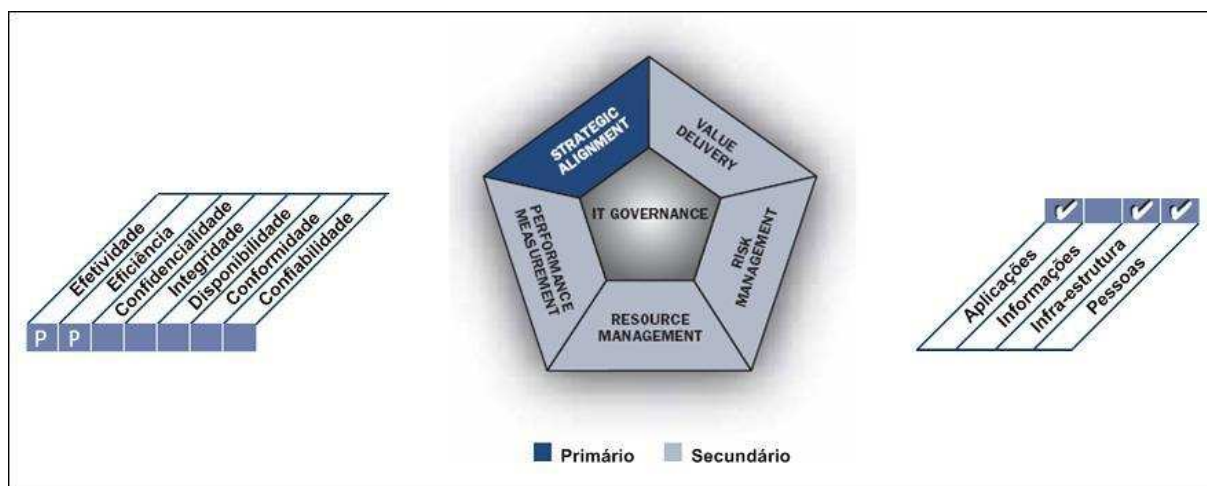 Efetividade
Eficiência
Confidencialidade
Integridade
Disponibilidade
Conformidade
Confiabilidade
P P
STRATEGIC
ALIGNMENT
VALUE
DELIVERY
IT GOVERNANCE
PERFORMANCE
MEASUREMENT
RISK
MANAGEMENT
RESOURCE
MANAGEMENT
Primário
Secundário
Aplicações
Informações
Infra-estrutura
Pessoas